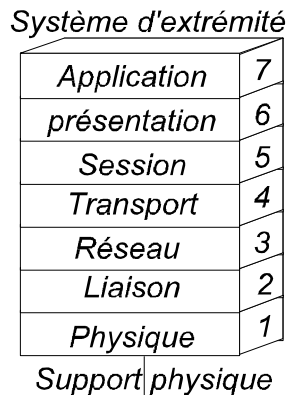 Système d'extrémité
Application 7
présentation 6
Session 5
Transport 4
Réseau 3
Liaison 2
Physique 1
Support physique